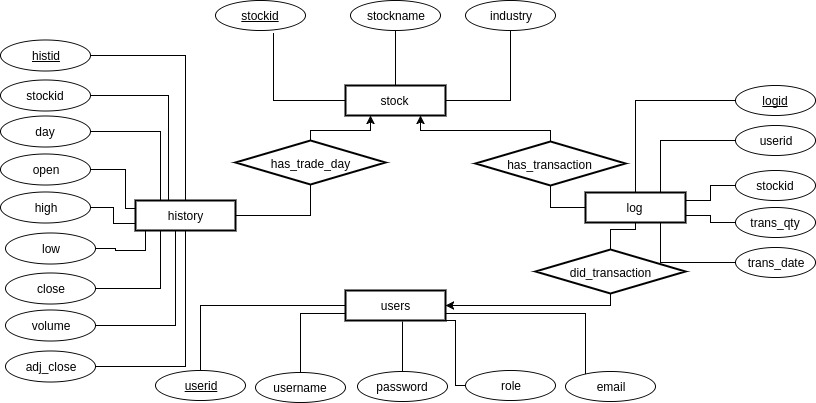 stockid
stockname
industry
histid
stockid
day
open
high
low
close
volume
adj_close
stock
has_trade_day
has_transaction
history
log
logid
userid
stockid
trans_qty
trans_date
did_transaction
users
userid
username
password
role
email